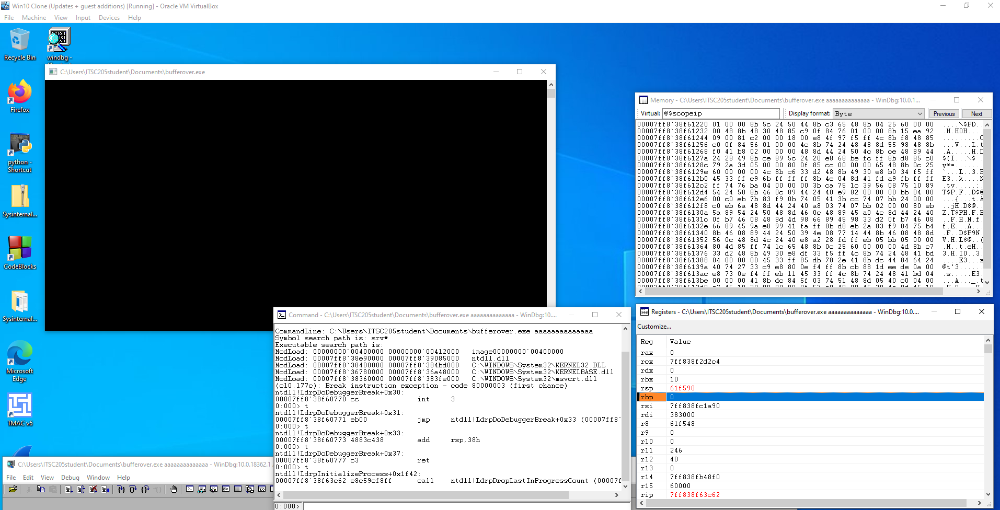 Win10 Clone (Updates + guest additions) [Running] - Oracle VM VirtualBox
File Machine View Input Devices Help
Recycle Bin
windbg -
Firefox
python -
Shortcut
Sysinternal...
CodeBlocks
Sysinternal...
Microsoft
Edge
TMAC v6
C:\Users\ITSC205student\Documents\bufferover.exe
Memory - C:\Users\ITSC205student\Documents\bufferover.exe aaaaaaaaaaaaaa - WinDbg:10.0.1...
Virtual: @$scopeip Display format: Byte Previous Next
00007ff8`38f61220 01 00 00 8b 5c 24 50 44 8b c3 65 48 8b 04 25 60 00 00 ....\$PD..
00007ff8`38f61232 00 48 8b 48 30 48 85 c9 0f 84 76 01 00 00 8b 15 ea 92 .H.H0H....
00007ff8`38f61244 09 00 81 c2 00 00 18 00 e8 4f 97 f5 ff 4c 8b f8 48 85
00007ff8`38f61256 c0 0f 84 56 01 00 00 4c 8b 74 24 48 48 8d 55 98 48 8b ...V...L.t
00007ff8`38f61268 f0 41 b8 02 00 00 00 48 8d 44 24 50 4c 8b ce 48 89 44 .A.....H.D
00007ff8`38f6127a 24 28 49 8b ce 89 5c 24 20 e8 68 be fc ff 8b d8 85 c0 $(I...\$
00007ff8`38f6128c 79 2a 3d 05 00 00 80 0f 85 cc 00 00 00 65 48 8b 0c 25 y*=.......
00007ff8`38f6129e 60 00 00 00 4c 8b c6 33 d2 48 8b 49 30 e8 b0 34 f5 ff `...L..3.H
00007ff8`38f612b0 45 33 ff e9 6b ff ff ff 8b 4e 04 8d 41 fd a9 fb ff ff E3..k....N
00007ff8`38f612c2 ff 74 76 ba 04 00 00 00 3b ca 75 1c 39 56 08 75 10 89 .tv.....;.
00007ff8`38f612d4 54 24 50 8b 46 0c 89 44 24 40 e9 82 00 00 00 bb 04 00 T$P.F..D$@
00007ff8`38f612e6 00 c0 eb 7b 83 f9 0b 74 05 41 3b cc 74 07 bb 24 00 00 ...{...t.A
00007ff8`38f612f8 c0 eb 6a 48 8d 44 24 40 a8 03 74 07 bb 02 00 00 80 eb ..jH.D$@..
00007ff8`38f6130a 5a 89 54 24 50 48 8d 46 0c 48 89 45 a0 4c 8d 44 24 40 Z.T$PH.F.H
00007ff8`38f6131c 0f b7 46 08 48 8d 4d 98 66 89 45 98 33 d2 0f b7 46 08 ..F.H.M.f.
00007ff8`38f6132e 66 89 45 9a e8 99 41 fa ff 8b d8 eb 2a 83 f9 04 75 b4 f.E...A...
00007ff8`38f61340 8b 46 08 89 44 24 50 39 4e 08 77 14 44 8b 46 08 48 8d .F..D$P9N.
00007ff8`38f61352 56 0c 48 8d 4c 24 40 e8 a2 28 fd ff eb 05 bb 05 00 00 V.H.L$@..(
00007ff8`38f61364 80 4d 85 ff 74 1c 65 48 8b 0c 25 60 00 00 00 4d 8b c7 .M..t.eH..
00007ff8`38f61376 33 d2 48 8b 49 30 e8 df 33 f5 ff 4c 8b 74 24 48 41 bd 3.H.I0..3.
00007ff8`38f61388 04 00 00 00 45 33 ff 85 db 78 2e 41 8b dc 44 84 64 24 ....E3...x
00007ff8`38f6139a 40 74 27 33 c9 e8 80 0e f4 ff 8b cb 88 1d ee de 0a 00 @t'3......
00007ff8`38f613ac e8 73 0e f4 ff eb 11 45 33 ff 4c 8b 74 24 48 41 bd 04 .s.....E3.
00007ff8`38f613be 00 00 00 41 8b dc 84 5f 03 74 51 48 8d 05 40 c0 04 00 ...A..._.t
Command - C:\Users\ITSC205student\Documents\bufferover.exe aaaaaaaaaaaaaa - WinDbg:10....
CommandLine: C:\Users\ITSC205student\Documents\bufferover.exe aaaaaaaaaaaaaa
Symbol search path is: srv*
Executable search path is:
ModLoad: 00000000`00400000 00000000`00412000 image00000000`00400000
ModLoad: 00007ff8`38e90000 00007ff8`39085000 ntdll.dll
ModLoad: 00007ff8`38400000 00007ff8`384bd000 C:\WINDOWS\System32\KERNEL32.DLL
ModLoad: 00007ff8`36780000 00007ff8`36a48000 C:\WINDOWS\System32\KERNELBASE.dll
ModLoad: 00007ff8`38360000 00007ff8`383fe000 C:\WINDOWS\System32\msvcrt.dll
(c10.177c): Break instruction exception - code 80000003 (first chance)
ntdll!LdrpDoDebuggerBreak+0x30:
00007ff8`38f60770 cc int 3
0:000> t
ntdll!LdrpDoDebuggerBreak+0x31:
00007ff8`38f60771 eb00 jmp ntdll!LdrpDoDebuggerBreak+0x33 (00007ff8`
0:000> t
ntdll!LdrpDoDebuggerBreak+0x33:
00007ff8`38f60773 4883c438 add rsp,38h
0:000> t
ntdll!LdrpDoDebuggerBreak+0x37:
00007ff8`38f60777 c3 ret
0:000> t
ntdll!LdrpInitializeProcess+0x1f42:
00007ff8`38f63c62 e8c59cf8ff call ntdll!LdrpDropLastInProgressCount (00007f
0:000>
Registers - C:\Users\ITSC205student\Documents\bufferover.exe aaaaaaaaaaaaaa - WinDbg:10.0....
Customize...
Reg Value
rax 0
rcx 7ff838f2d2c4
rdx 0
rbx 10
rsp 61f590
rbp 0
rsi 7ff838fc1a90
rdi 383000
r8 61f548
r9 0
r10 0
r11 246
r12 40
r13 0
r14 7ff838fb48f0
r15 60000
rip 7ff838f63c62
C:\Users\ITSC205student\Documents\bufferover.exe aaaaaaaaaaaaaa - WinDbg:10.0.18362.1
File Edit View Debug Window Help